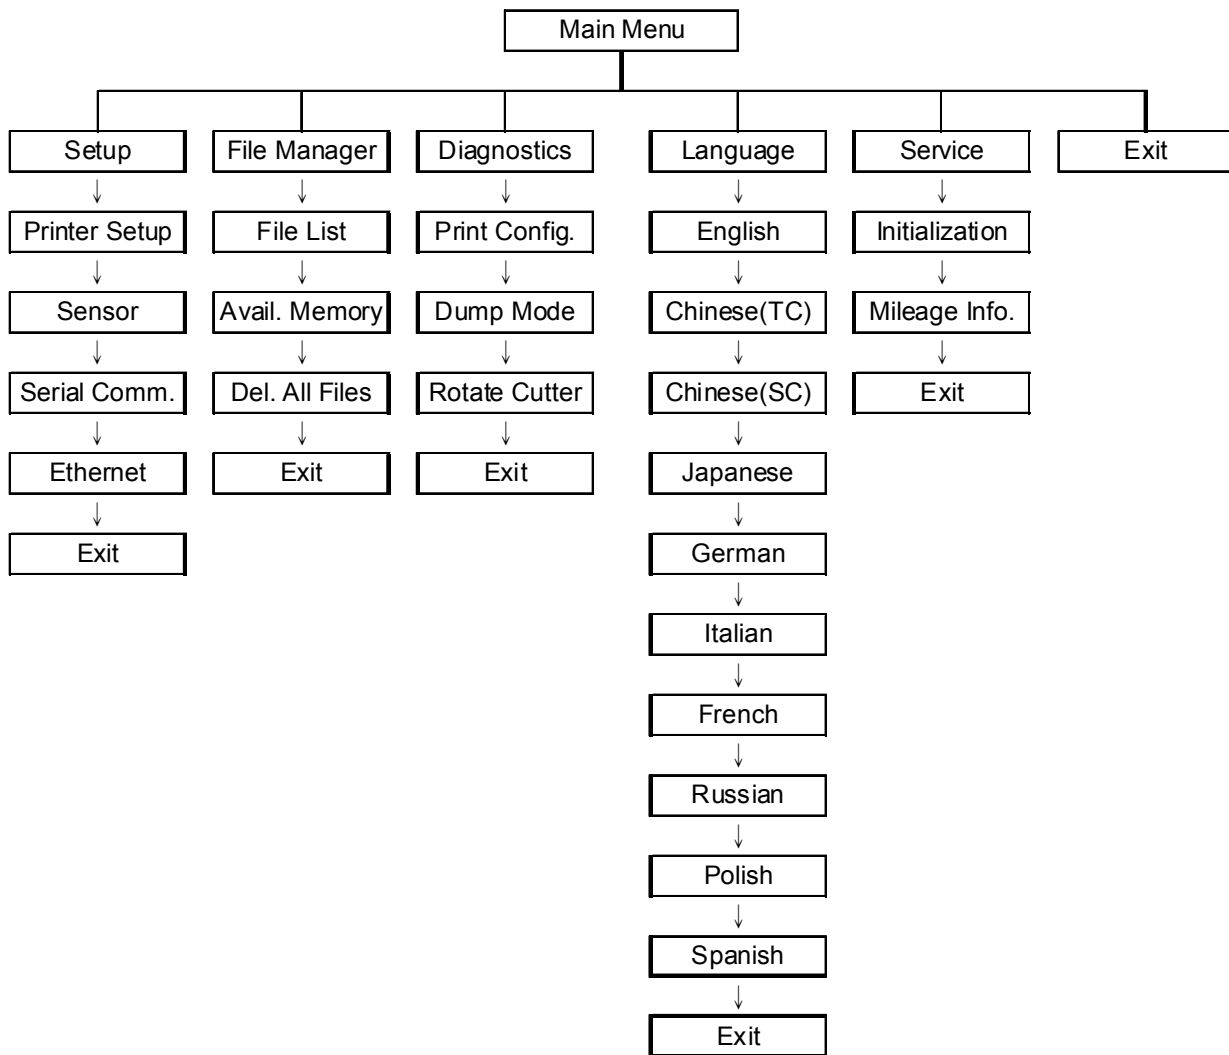 Main Menu
Setup
File Manager
Diagnostics
Language
Service
Exit
Printer Setup
File List
Print Config.
English
Initialization
Sensor
Avail. Memory
Dump Mode
Chinese(TC)
Mileage Info.
Serial Comm.
Del. All Files
Rotate Cutter
Chinese(SC)
Exit
Ethernet
Exit
Exit
Japanese
Exit
German
Italian
French
Russian
Polish
Spanish
Exit